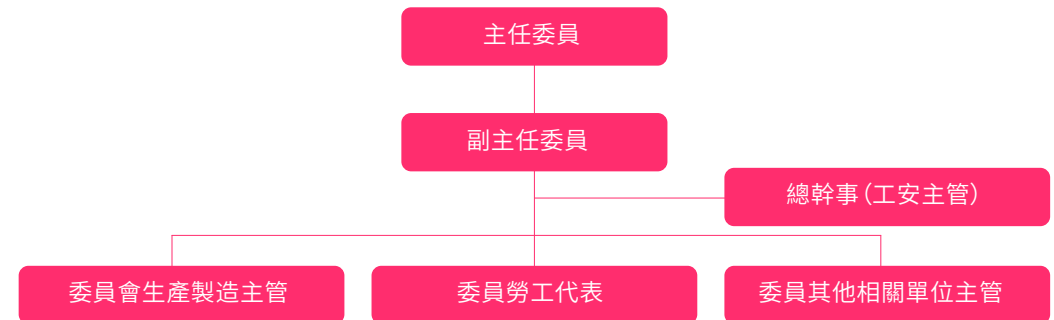 主任委員
副主任委員
總幹事(工安主管)
委員會生產製造主管
委員勞工代表
委員其他相關單位主管